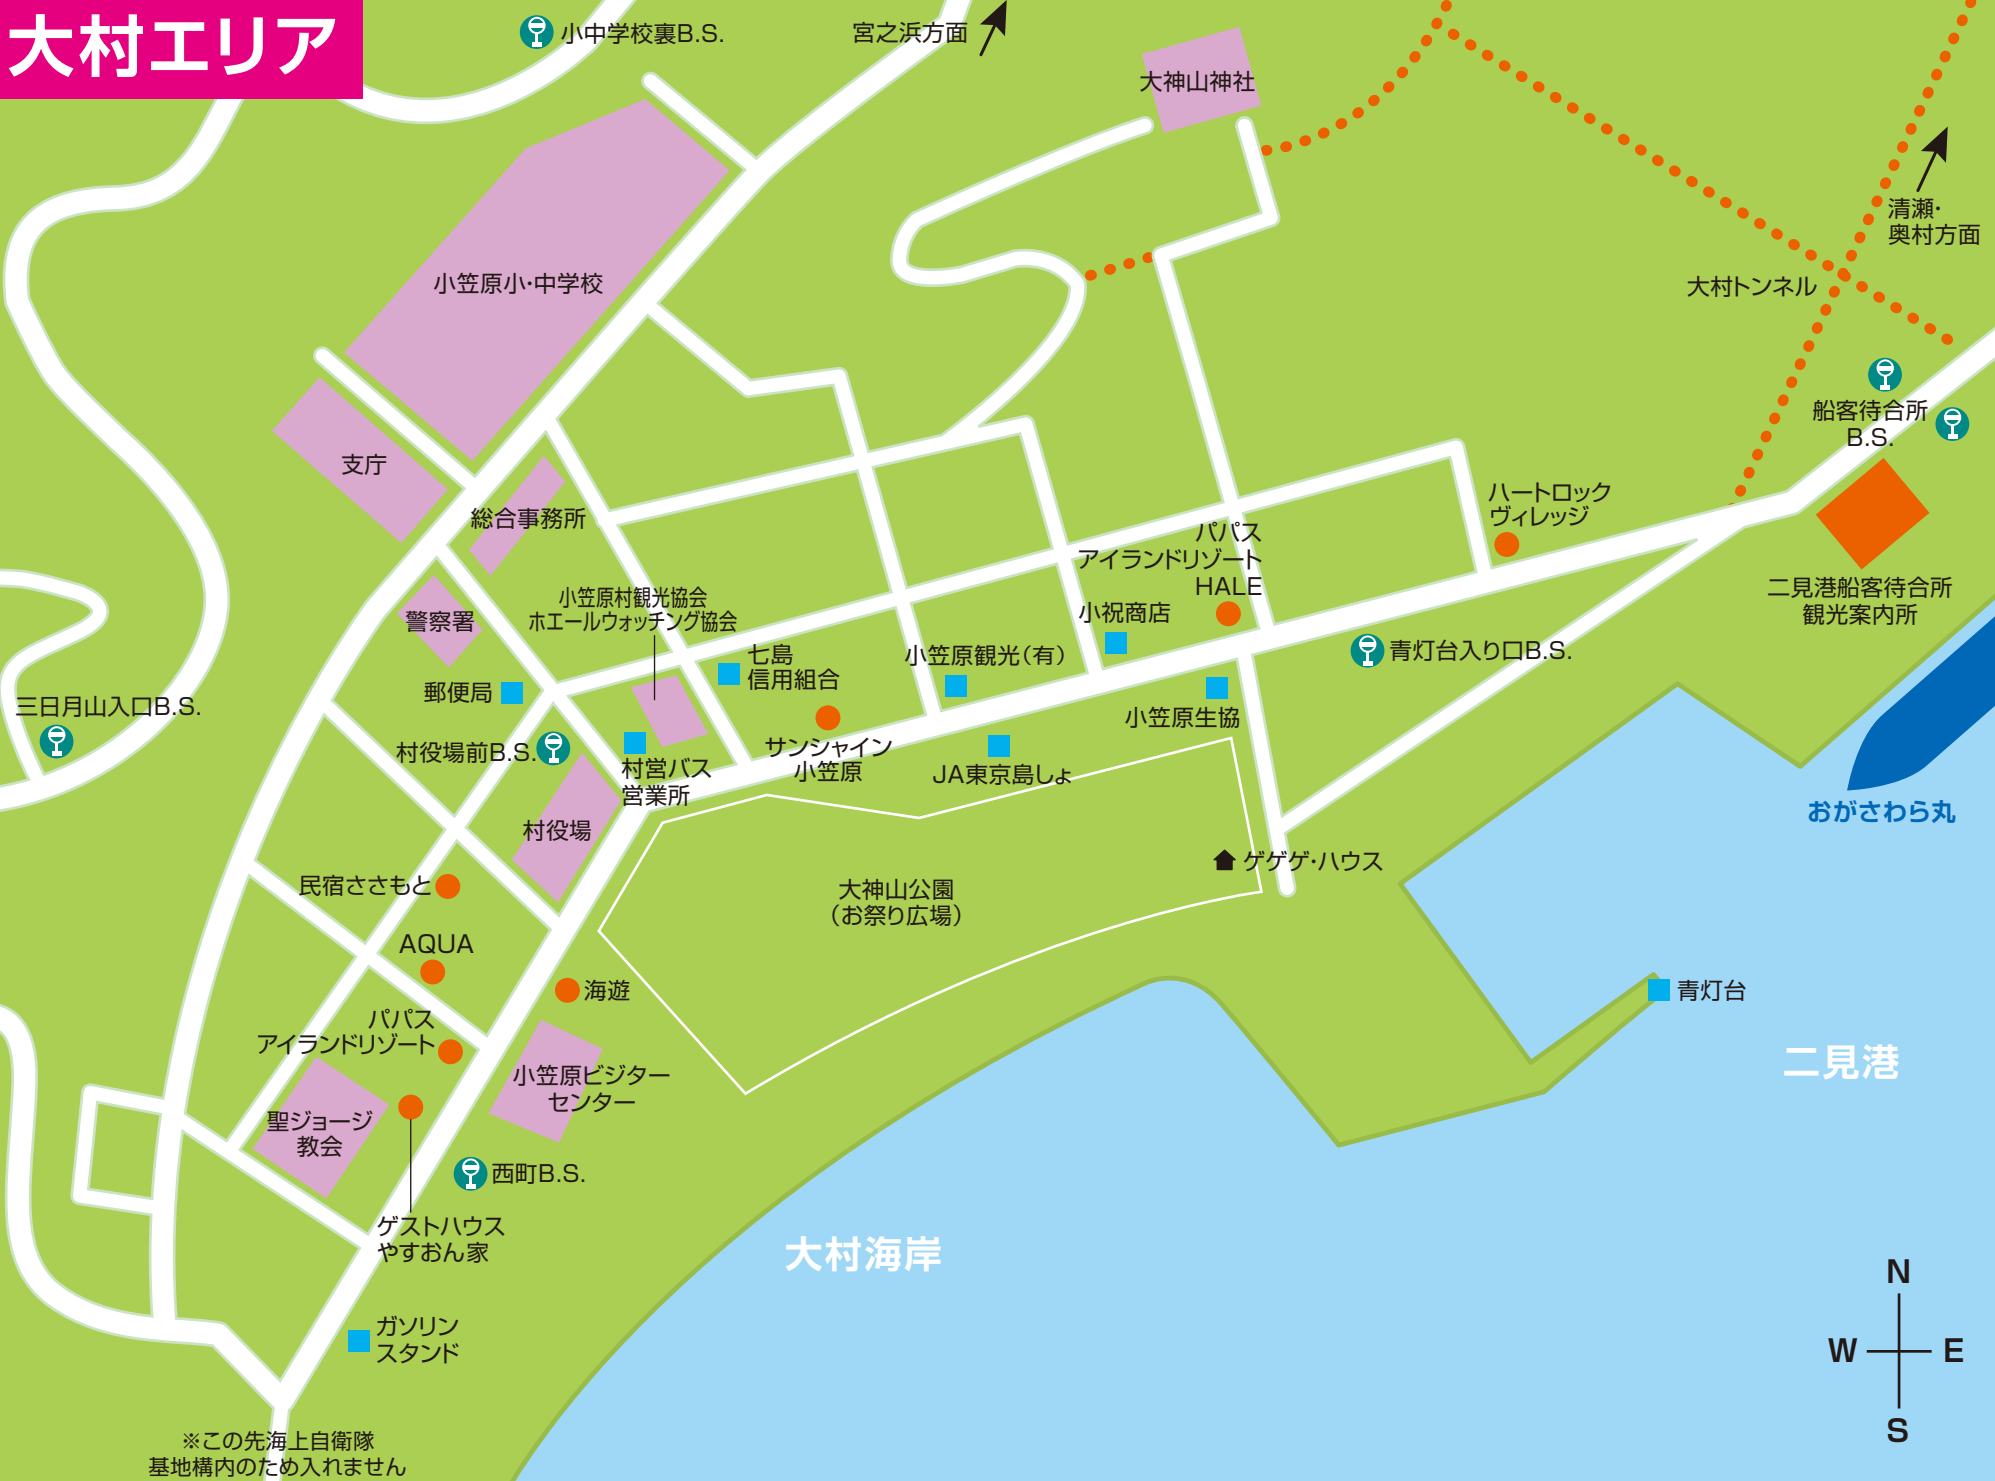 大村エリア
小中学校裏B.S.
宮之浜方面
大神山神社
清瀬・
奥村方面
大村トンネル
小笠原小・中学校
船客待合所
B.S.
支庁
総合事務所
ハートロック
ヴィレッジ
パパス
アイランドリゾート
HALE
二見港船客待合所
観光案内所
小笠原村観光協会
ホエールウォッチング協会
警察署
小祝商店
七島
信用組合
小笠原観光(有)
青灯台入り口B.S.
郵便局
三日月山入口B.S.
小笠原生協
村役場前B.S.
サンシャイン
小笠原
村営バス
営業所
JA東京島しょ
おがさわら丸
村役場
ゲゲゲ・ハウス
民宿ささもと
大神山公園
(お祭り広場)
AQUA
海遊
青灯台
パパス
アイランドリゾート
二見港
小笠原ビジター
センター
聖ジョージ
教会
西町B.S.
ゲストハウス
やすおん家
大村海岸
N
W E
S
ガソリン
スタンド
※この先海上自衛隊
基地構内のため入れません